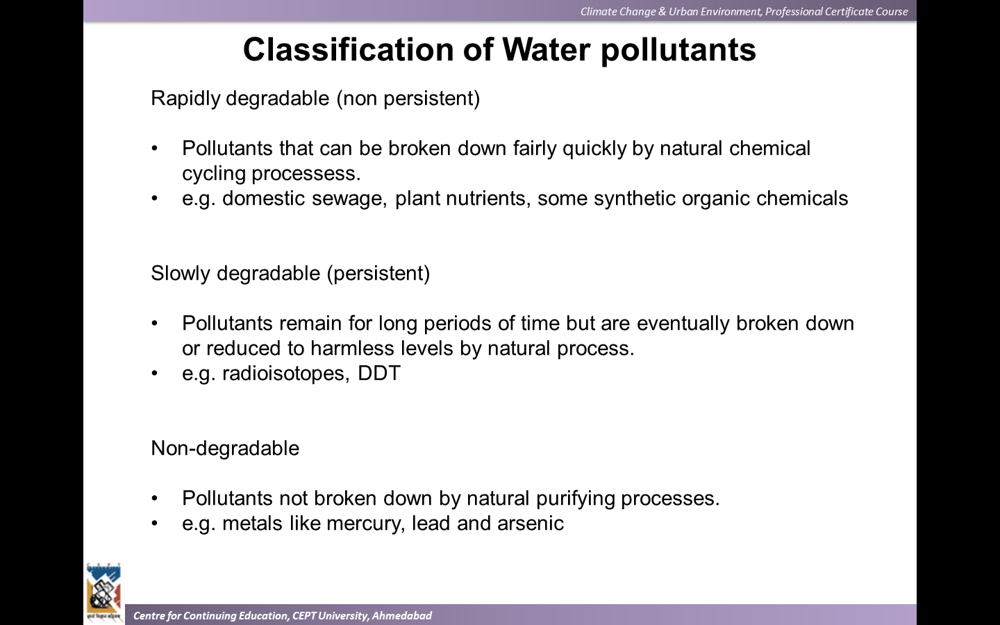 Climate Change & Urban Environment, Professional Certificate Course
Classification of Water pollutants
Rapidly degradable (non persistent)
• Pollutants that can be broken down fairly quickly by natural chemical
cycling processess.
• e.g. domestic sewage, plant nutrients, some synthetic organic chemicals
Slowly degradable (persistent)
• Pollutants remain for long periods of time but are eventually broken down
or reduced to harmless levels by natural process.
• e.g. radioisotopes, DDT
Non-degradable
• Pollutants not broken down by natural purifying processes.
• e.g. metals like mercury, lead and arsenic
C E P T
Centre for Continuing Education, CEPT University, Ahmedabad